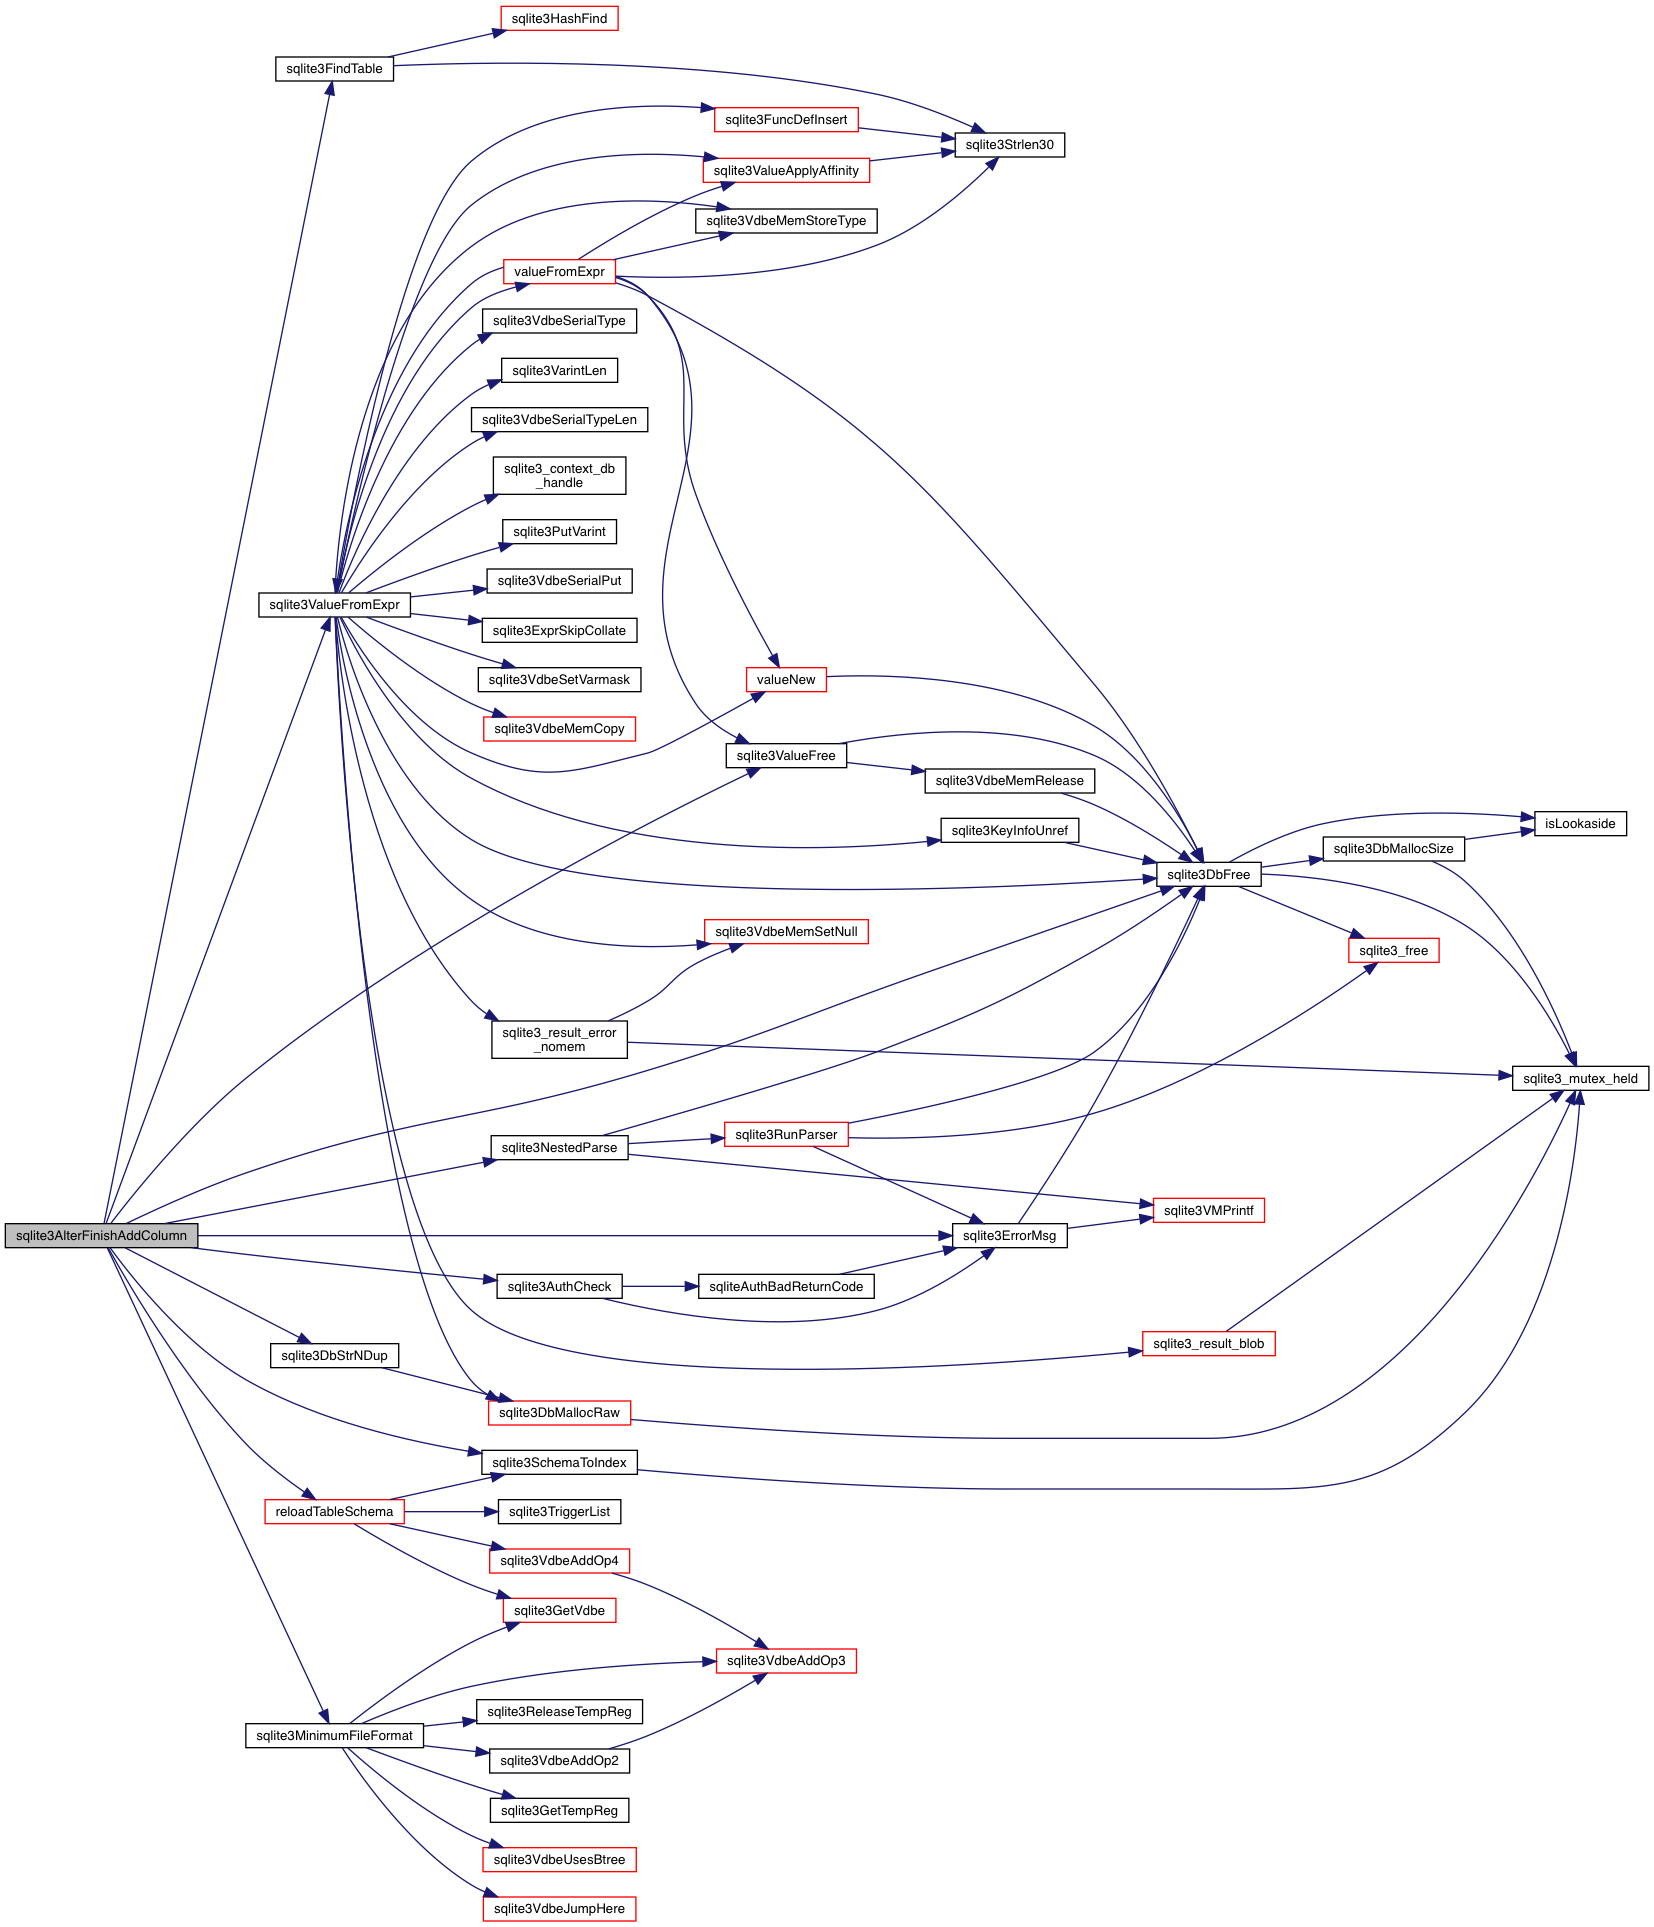 sqlite3HashFind
sqlite3FindTable
sqlite3FuncDefInsert
sqlite3Strlen30
sqlite3ValueApplyAffinity
sqlite3VdbeMemStoreType
valueFromExpr
sqlite3VdbeSerialType
sqlite3VarintLen
sqlite3VdbeSerialTypeLen
sqlite3_context_db
_handle
sqlite3PutVarint
sqlite3VdbeSerialPut
sqlite3ValueFromExpr
sqlite3ExprSkipCollate
sqlite3VdbeSetVarmask
valueNew
sqlite3VdbeMemCopy
sqlite3ValueFree
sqlite3VdbeMemRelease
isLookaside
sqlite3KeyInfoUnref
sqlite3DbMallocSize
sqlite3DbFree
sqlite3VdbeMemSetNull
sqlite3_free
sqlite3_result_error
_nomem
sqlite3_mutex_held
sqlite3RunParser
sqlite3NestedParse
sqlite3VMPrintf
sqlite3AlterFinishAddColumn
sqlite3ErrorMsg
sqlite3AuthCheck
sqliteAuthBadReturnCode
sqlite3_result_blob
sqlite3DbStrNDup
sqlite3DbMallocRaw
sqlite3SchemaToIndex
reloadTableSchema
sqlite3TriggerList
sqlite3VdbeAddOp4
sqlite3GetVdbe
sqlite3VdbeAddOp3
sqlite3ReleaseTempReg
sqlite3MinimumFileFormat
sqlite3VdbeAddOp2
sqlite3GetTempReg
sqlite3VdbeUsesBtree
sqlite3VdbeJumpHere